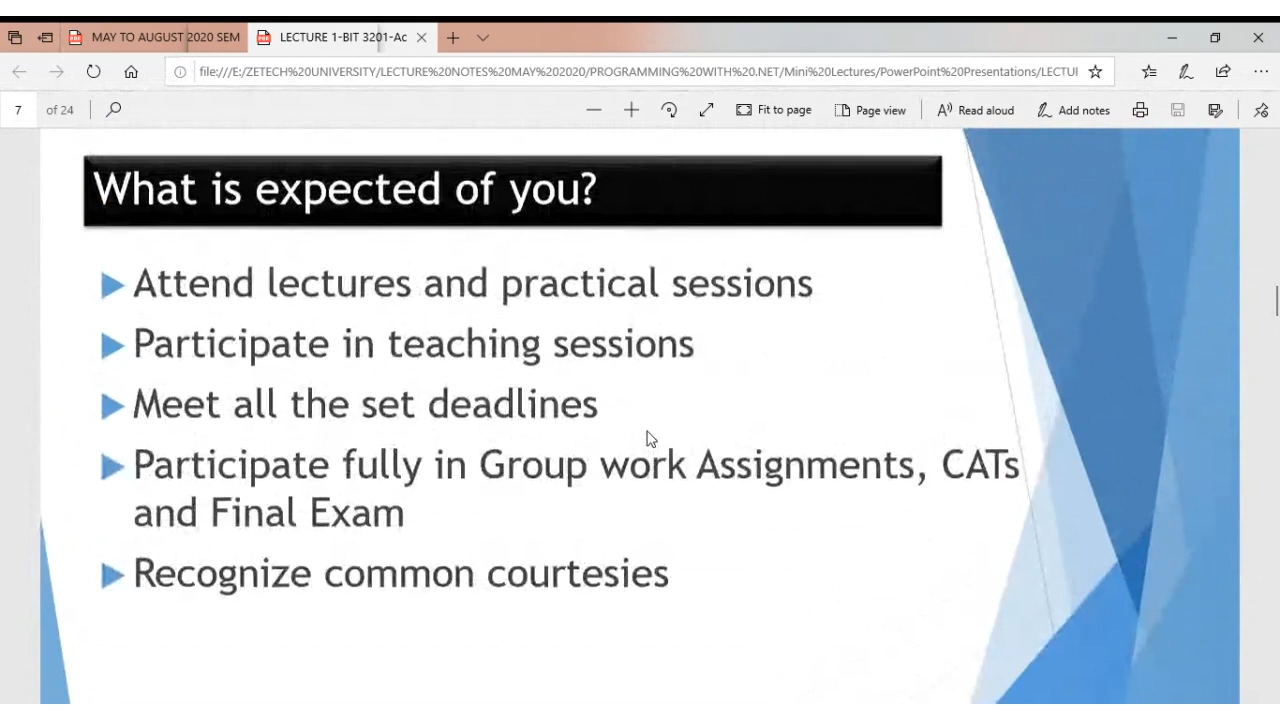 MAY TO AUGUST 2020 SEM
LECTURE 1-BIT 3201-Ac
file:///E:/ZETECH%20UNIVERSITY/LECTURE%20NOTES%20MAY%202020/PROGRAMMING%20WITH%20.NET/Mini%20Lectures/PowerPoint%20Presentations/LECTUI
7 of 24
Fit to page
Page view
Read aloud
Add notes
What is expected of you?
Attend lectures and practical sessions
Participate in teaching sessions
Meet all the set deadlines
Participate fully in Group work Assignments, CATs
and Final Exam
Recognize common courtesies